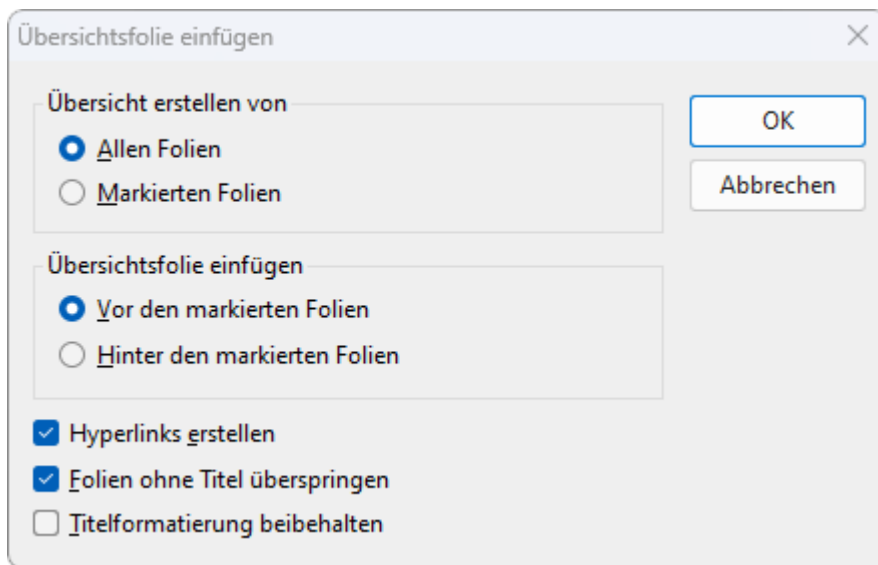 Übersichtsfolie einfügen
Übersicht erstellen von
Allen Folien
Markierten Folien
OK
Abbrechen
Übersichtsfolie einfügen
Vor den markierten Folien
Hinter den markierten Folien
Hyperlinks erstellen
Folien ohne Titel überspringen
Titelformatierung beibehalten